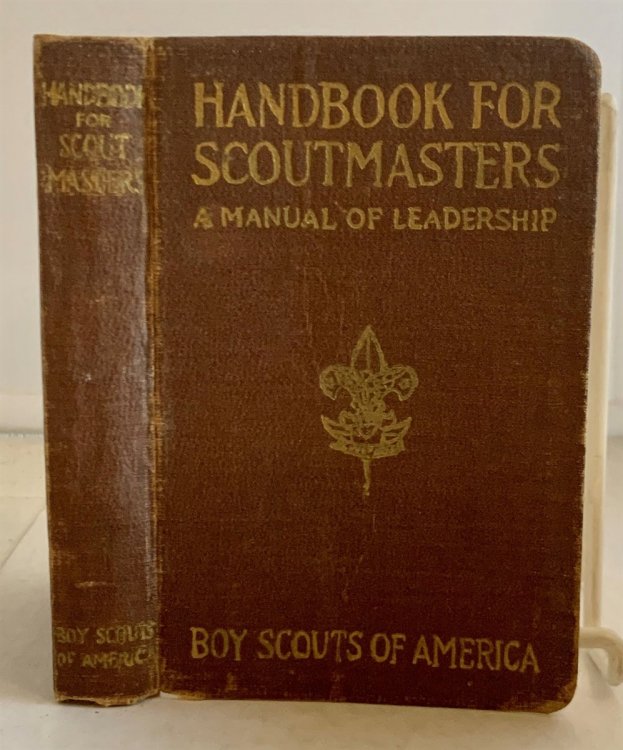 HANDBOOK
FOR
SCOUT
MASTERS
BOY SCOUTS
OF AMERICA
HANDBOOK FOR
SCOUTMASTERS
A MANUAL OF LEADERSHIP
BOY SCOUTS OF AMERICA